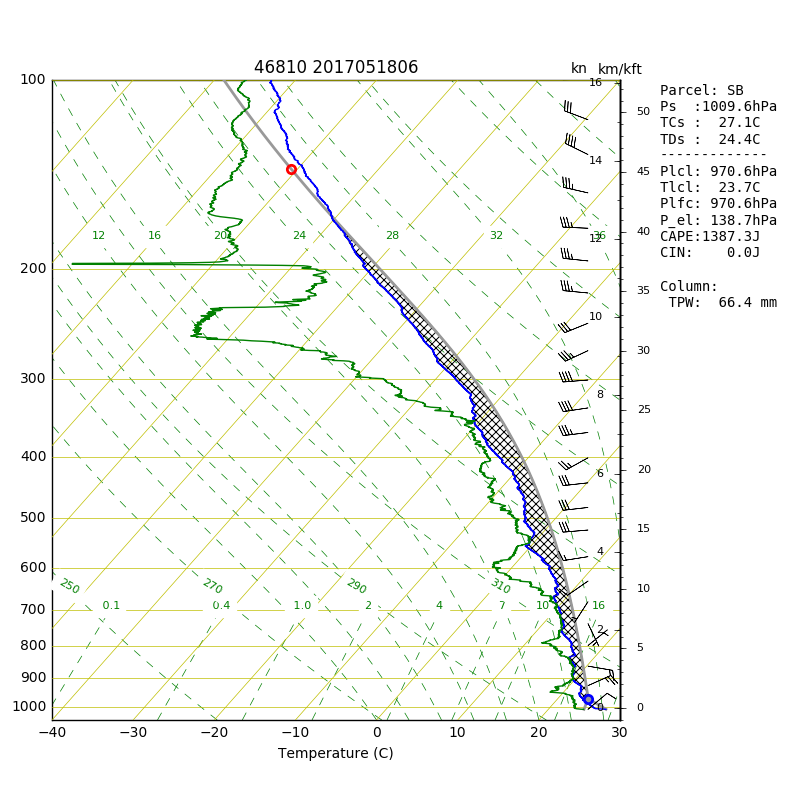 46810 2017051806
kn km/kft
100
200
300
400
500
600
700
800
900
1000
−40 −30 −20 −10 0 10 20 30
Temperature (C)
12 16 20 24 28 32 36
250 270 290 310
0.1 0.4 1.0 2 4 7 10 16
16
14
12
10
8
6
4
2
0
50
45
40
35
30
25
20
15
10
5
0
Parcel: SB
Ps :1009.6hPa
TCs : 27.1C
TDs : 24.4C
-------------
Plcl: 970.6hPa
Tlcl: 23.7C
Plfc: 970.6hPa
P_el: 138.7hPa
CAPE:1387.3J
CIN: 0.0J
Column:
TPW: 66.4 mm